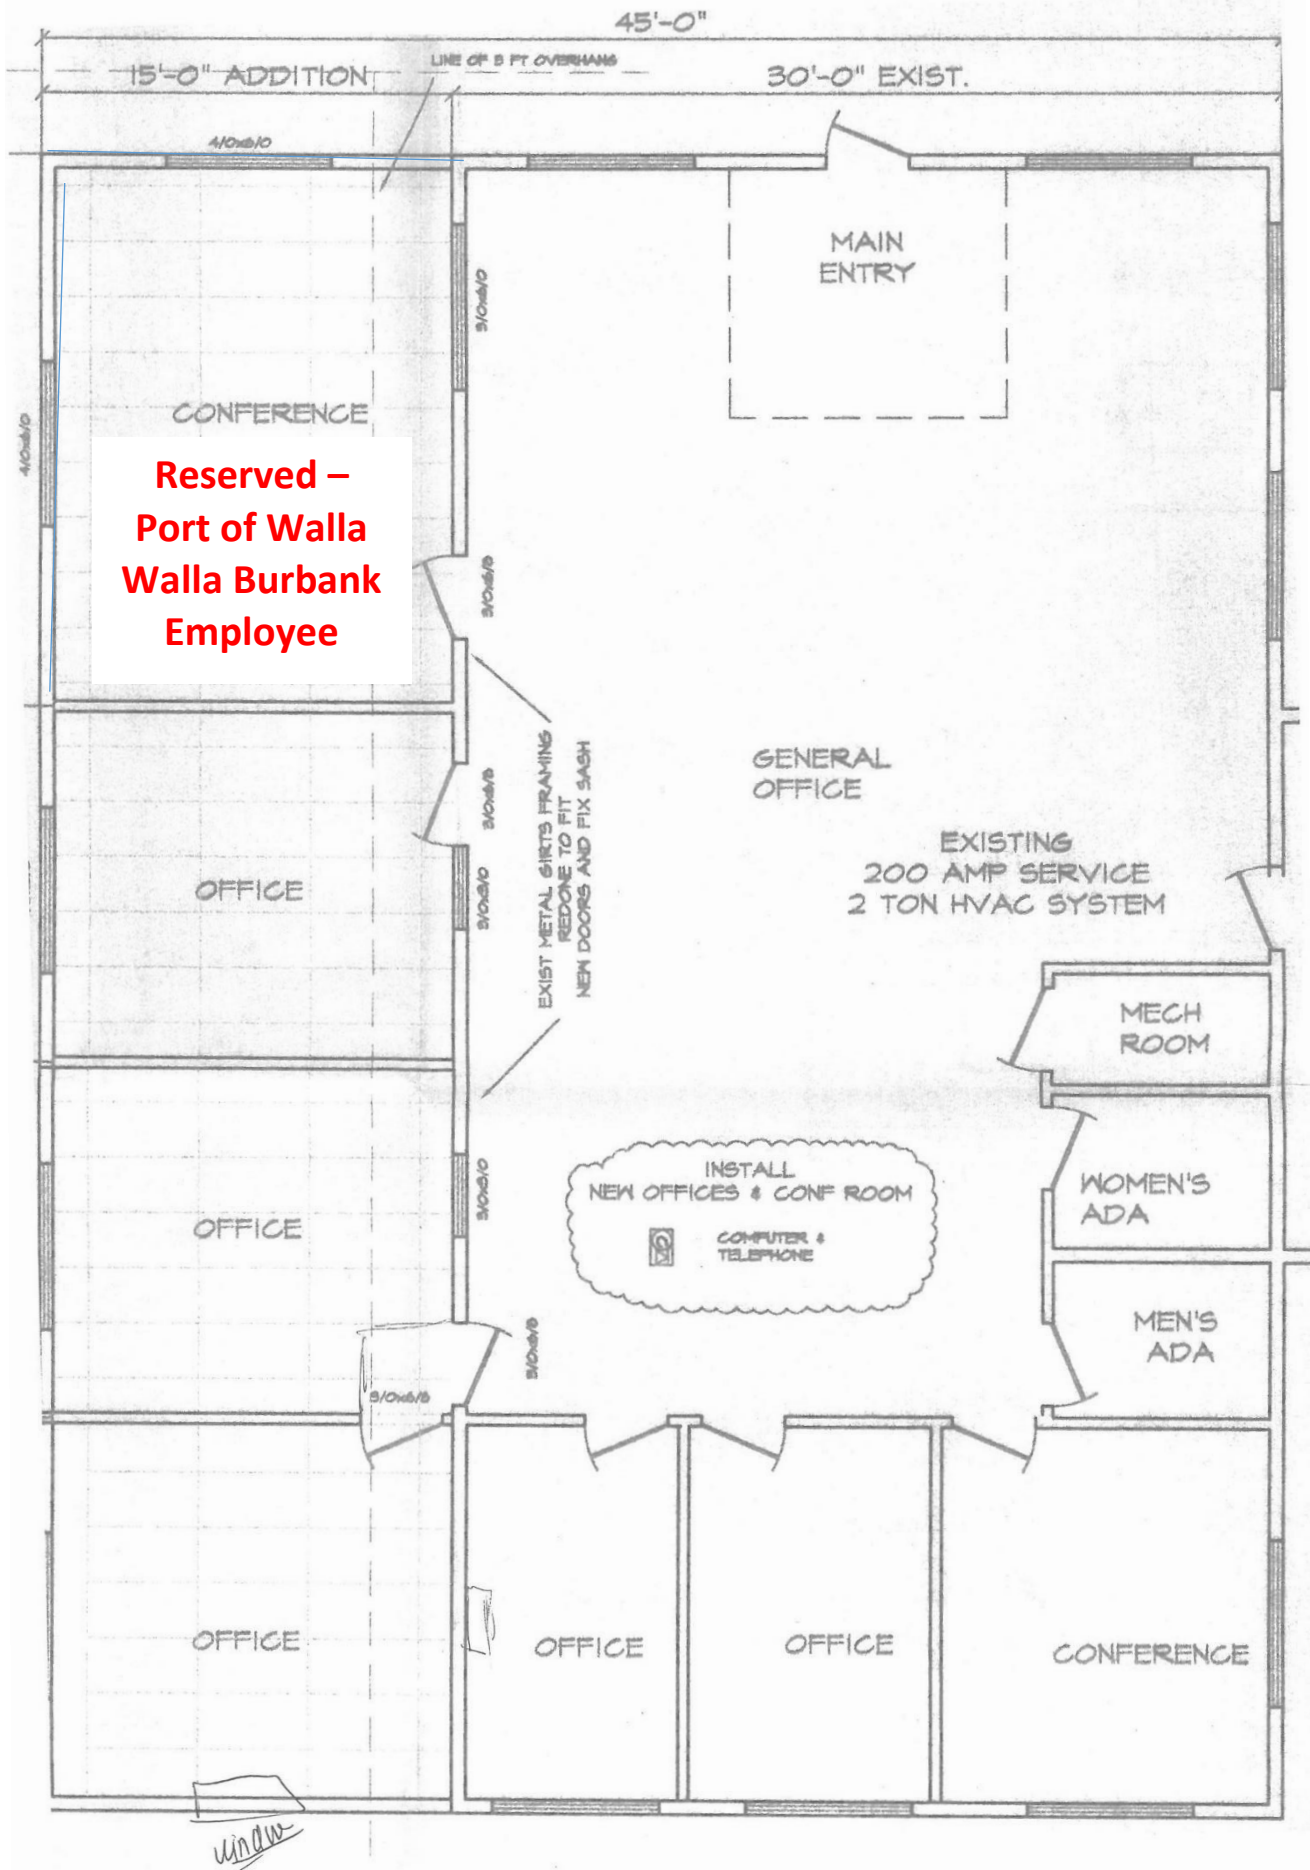 45'-0"
LINE OF 5 FT OVERHANG
15'-0" ADDITION
30'-0" EXIST.
4/0x6/0
MAIN
ENTRY
3/0x6/0
CONFERENCE
4/0x6/0
Reserved –
Port of Walla
Walla Burbank
Employee
3/0x6/8
EXIST METAL GIRTS FRAMING
REDONE TO FIT
NEW DOORS AND FIX SASH
GENERAL
OFFICE
3/0x6/8
EXISTING
200 AMP SERVICE
2 TON HVAC SYSTEM
OFFICE
3/0x3/0
MECH
ROOM
INSTALL
NEW OFFICES & CONF ROOM
COMPUTER &
TELEPHONE
3/0x3/0
WOMEN'S
ADA
OFFICE
MEN'S
ADA
3/0x6/8
3/0x6/8
OFFICE
OFFICE
OFFICE
CONFERENCE
window